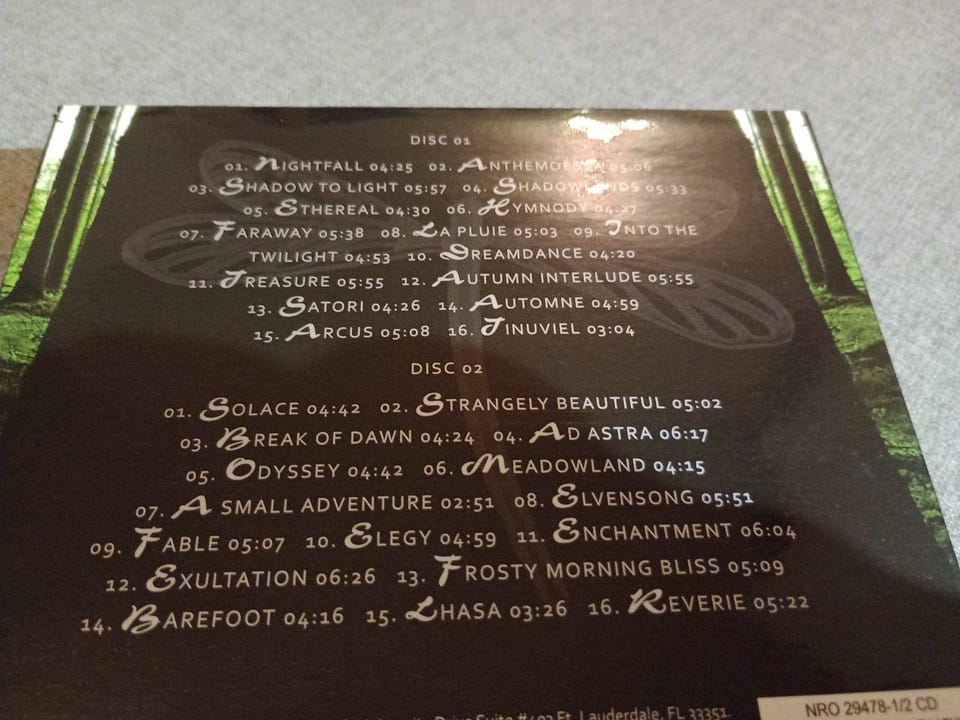 DISC 01
01. NIGHTFALL 04:25 02. 05:06
03. SHADOW TO LIGHT 05:57 04. SHADOWLANDS 05:33
05. ETHEREAL 04:30 06. HYMNODY 04:27
07. FARAWAY 05:38 08. LA PLUIE 05:03 09. INTO THE
TWILIGHT 04:53 10. DREAMDANCE 04:20
11. TREASURE 05:55 12. AUTUMN INTERLUDE 05:55
13. SATORI 04:26 14. AUTOMNE 04:59
15. ARCUS 05:08 16. TINUVIEL 03:04
DISC 02
01. SOLACE 04:42 02. STRANGELY BEAUTIFUL 05:02
03. BREAK OF DAWN 04:24 04. AD ASTRA 06:17
05. ODYSSEY 04:42 06. MEADOWLAND 04:15
07. A SMALL ADVENTURE 02:51 08. ELVENSONG 05:51
09. FABLE 05:07 10. ELEGY 04:59 11. ENCHANTMENT 06:04
12. EXULTATION 06:26 13. FROSTY MORNING BLISS 05:09
14. BAREFOOT 04:16 15. LHASA 03:26 16. REVERIE 05:22
Drive Suite #403 Ft. Lauderdale, FL 33351.
NRO 29478-1/2 CD